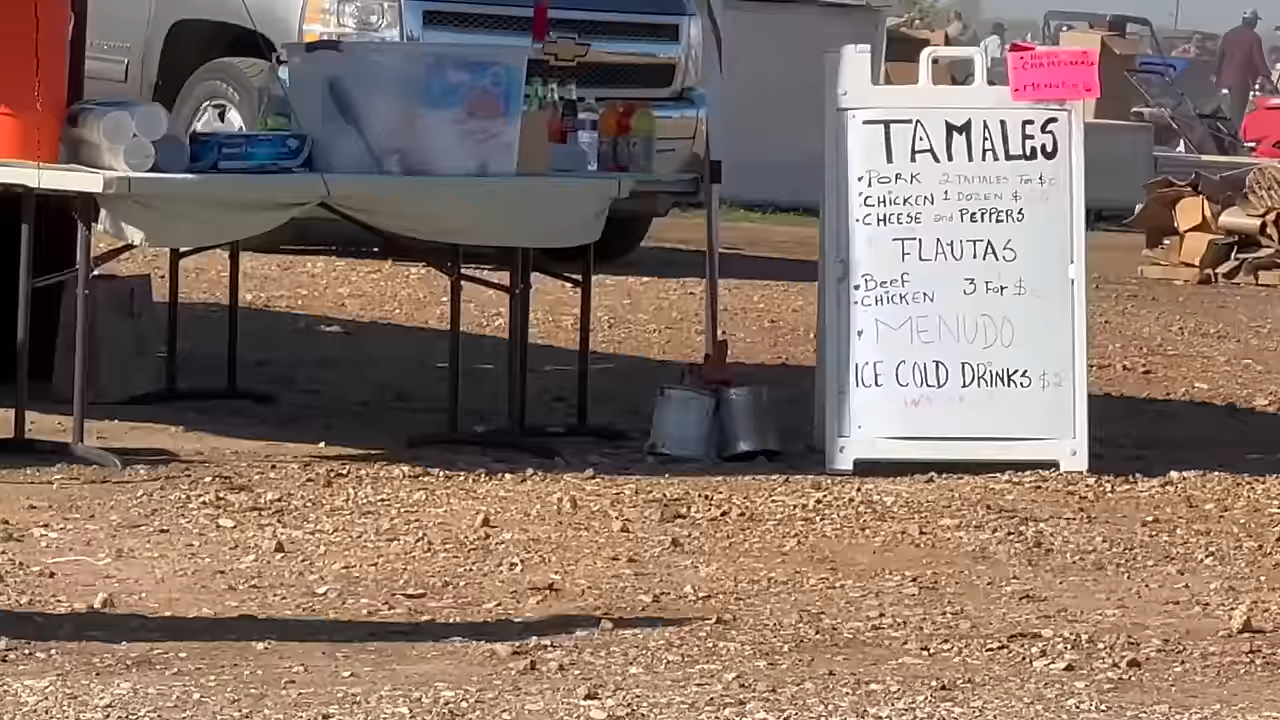 CHAMPURRADO
MENUDO
TAMALES
• PORK 2 TAMALES For $
• CHICKEN 1 DOZEN $
• CHEESE and PEPPERS
FLAUTAS
• Beef
• CHICKEN 3 For $
• MENUDO
ICE COLD DRiNKS $2